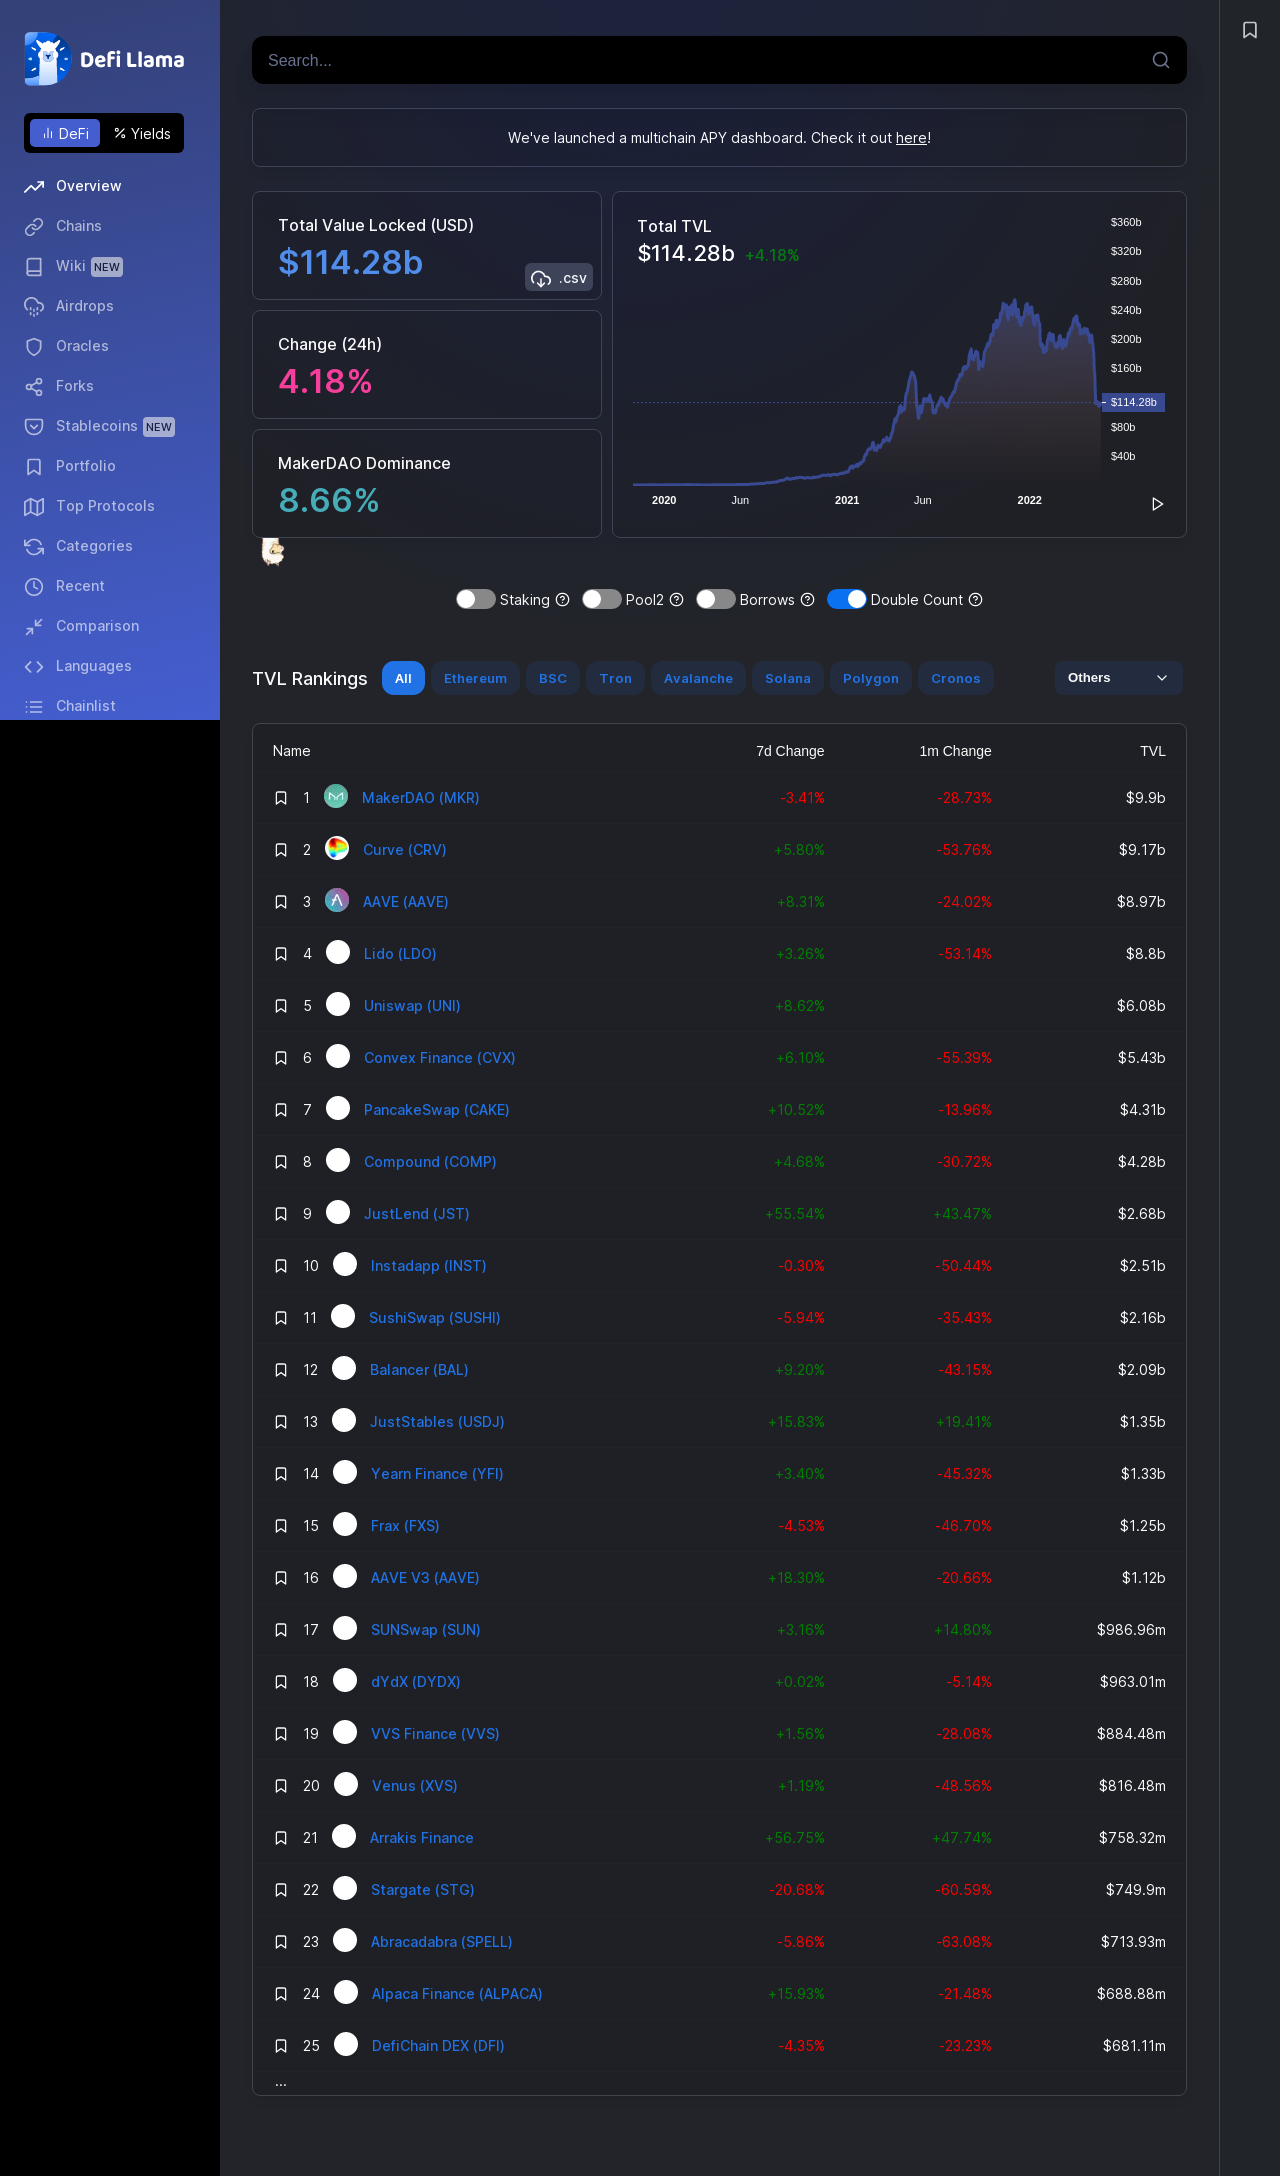 Defi Llama
DeFi
Yields
Overview
Chains
Wiki NEW
Airdrops
Oracles
Forks
Stablecoins NEW
Portfolio
Top Protocols
Categories
Recent
Comparison
Languages
Chainlist
Search...
We've launched a multichain APY dashboard. Check it out here!
Total Value Locked (USD)
$114.28b
.csv
Change (24h)
4.18%
MakerDAO Dominance
8.66%
Total TVL
$114.28b +4.18%
$360b
$320b
$280b
$240b
$200b
$160b
$114.28b
$80b
$40b
2020 Jun 2021 Jun 2022
Staking Pool2 Borrows Double Count
TVL Rankings All Ethereum BSC Tron Avalanche Solana Polygon Cronos Others
Name 7d Change 1m Change TVL
1 MakerDAO (MKR) -3.41% -28.73% $9.9b
2 Curve (CRV) +5.80% -53.76% $9.17b
3 AAVE (AAVE) +8.31% -24.02% $8.97b
4 Lido (LDO) +3.26% -53.14% $8.8b
5 Uniswap (UNI) +8.62% $6.08b
6 Convex Finance (CVX) +6.10% -55.39% $5.43b
7 PancakeSwap (CAKE) +10.52% -13.96% $4.31b
8 Compound (COMP) +4.68% -30.72% $4.28b
9 JustLend (JST) +55.54% +43.47% $2.68b
10 Instadapp (INST) -0.30% -50.44% $2.51b
11 SushiSwap (SUSHI) -5.94% -35.43% $2.16b
12 Balancer (BAL) +9.20% -43.15% $2.09b
13 JustStables (USDJ) +15.83% +19.41% $1.35b
14 Yearn Finance (YFI) +3.40% -45.32% $1.33b
15 Frax (FXS) -4.53% -46.70% $1.25b
16 AAVE V3 (AAVE) +18.30% -20.66% $1.12b
17 SUNSwap (SUN) +3.16% +14.80% $986.96m
18 dYdX (DYDX) +0.02% -5.14% $963.01m
19 VVS Finance (VVS) +1.56% -28.08% $884.48m
20 Venus (XVS) +1.19% -48.56% $816.48m
21 Arrakis Finance +56.75% +47.74% $758.32m
22 Stargate (STG) -20.68% -60.59% $749.9m
23 Abracadabra (SPELL) -5.86% -63.08% $713.93m
24 Alpaca Finance (ALPACA) +15.93% -21.48% $688.88m
25 DefiChain DEX (DFI) -4.35% -23.23% $681.11m
...